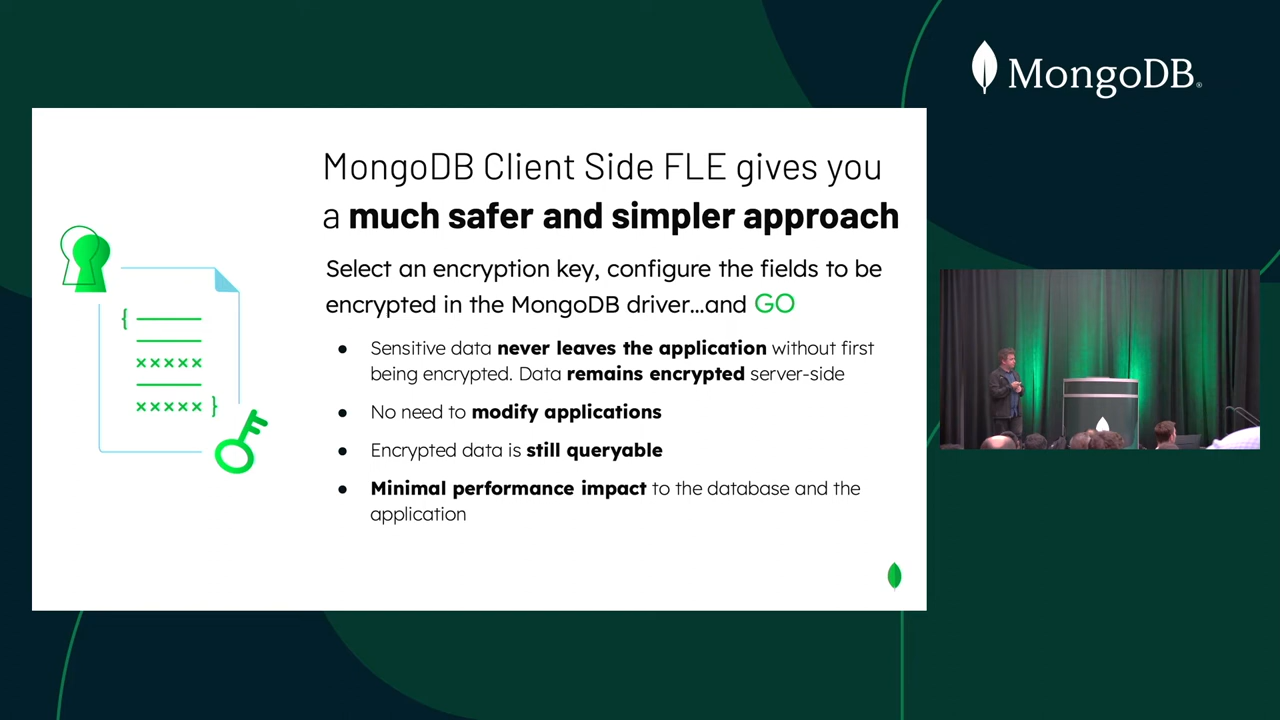 MongoDB®
MongoDB Client Side FLE gives you
a much safer and simpler approach
Select an encryption key, configure the fields to be
encrypted in the MongoDB driver...and GO
● Sensitive data never leaves the application without first
being encrypted. Data remains encrypted server-side
● No need to modify applications
● Encrypted data is still queryable
● Minimal performance impact to the database and the
application
{
xxxxx
xxxxx }